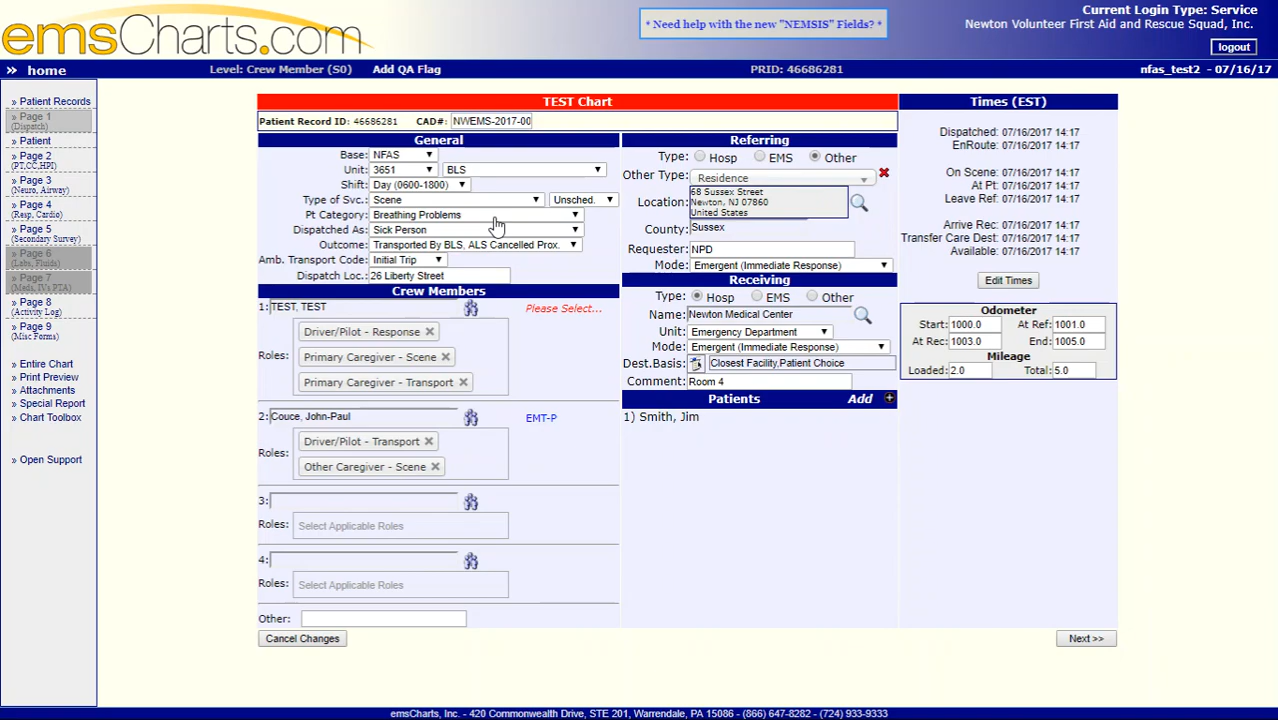 emsCharts.com
* Need help with the new "NEMSIS" Fields? *
Current Login Type: Service
Newton Volunteer First Aid and Rescue Squad, Inc.
logout
» home
Level: Crew Member (S0)
Add QA Flag
PRID: 46686281
nfas_test2 - 07/16/17
» Patient Records
» Page 1
(Dispatch)
» Patient
» Page 2
(PT,CC,HPI)
» Page 3
(Neuro, Airway)
» Page 4
(Resp, Cardio)
» Page 5
(Secondary Survey)
» Page 6
(Labs, Fluids)
» Page 7
(Meds, IVs PTA)
» Page 8
(Activity Log)
» Page 9
(Misc Forms)
» Entire Chart
» Print Preview
» Attachments
» Special Report
» Chart Toolbox
» Open Support
TEST Chart
Patient Record ID: 46686281 CAD#: NWEMS-2017-00
General
Base: NFAS
Unit: 3651 BLS
Shift: Day (0600-1800)
Type of Svc.: Scene Unsched.
Pt Category: Breathing Problems
Dispatched As: Sick Person
Outcome: Transported By BLS, ALS Cancelled Prox.
Amb. Transport Code: Initial Trip
Dispatch Loc.: 26 Liberty Street
Crew Members
1: TEST, TEST Please Select...
Driver/Pilot - Response ×
Roles: Primary Caregiver - Scene ×
Primary Caregiver - Transport ×
2: Couce, John-Paul EMT-P
Driver/Pilot - Transport ×
Roles: Other Caregiver - Scene ×
3:
Roles: Select Applicable Roles
4:
Roles: Select Applicable Roles
Other:
Cancel Changes
Referring
Type: Hosp EMS Other
Other Type: Residence
Location: 68 Sussex Street
Newton, NJ 07860
United States
County: Sussex
Requester: NPD
Mode: Emergent (Immediate Response)
Receiving
Type: Hosp EMS Other
Name: Newton Medical Center
Unit: Emergency Department
Mode: Emergent (Immediate Response)
Dest.Basis: Closest Facility,Patient Choice
Comment: Room 4
Patients Add
1) Smith, Jim
Times (EST)
Dispatched: 07/16/2017 14:17
EnRoute: 07/16/2017 14:17
On Scene: 07/16/2017 14:17
At Pt: 07/16/2017 14:17
Leave Ref: 07/16/2017 14:17
Arrive Rec: 07/16/2017 14:17
Transfer Care Dest: 07/16/2017 14:17
Available: 07/16/2017 14:17
Edit Times
Odometer
Start: 1000.0 At Ref: 1001.0
At Rec: 1003.0 End: 1005.0
Mileage
Loaded: 2.0 Total: 5.0
Next >>
emsCharts, Inc. - 420 Commonwealth Drive, STE 201, Warrendale, PA 15086 - (866) 647-8282 - (724) 933-9333